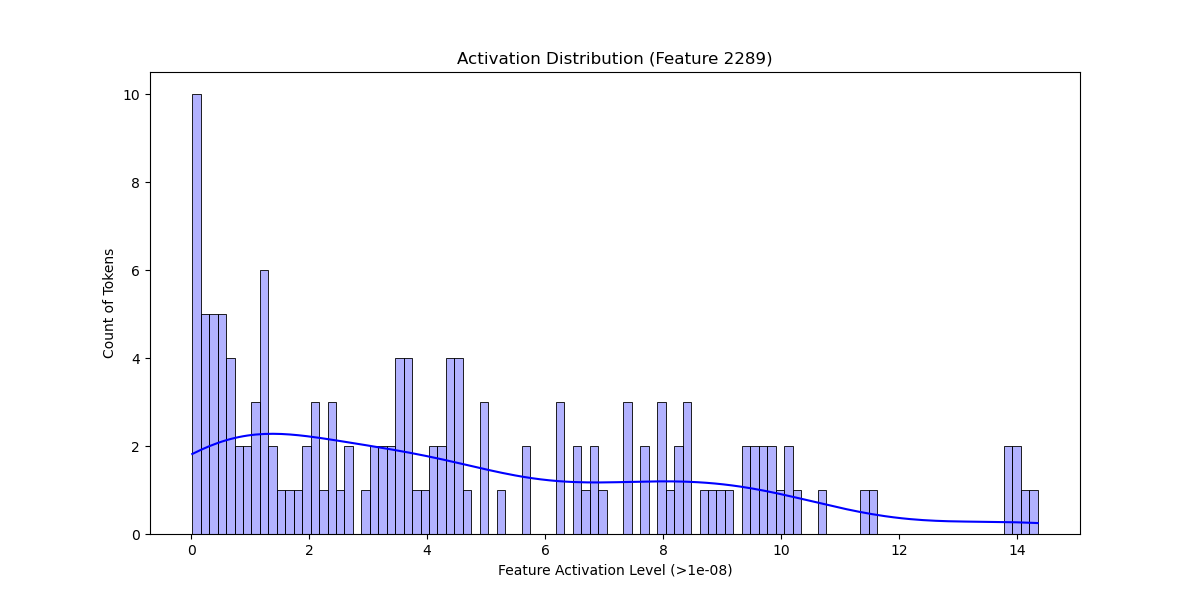 Activation Distribution (Feature 2289)
10
8
6
4
2
0
Count of Tokens
0 2 4 6 8 10 12 14
Feature Activation Level (>1e-08)